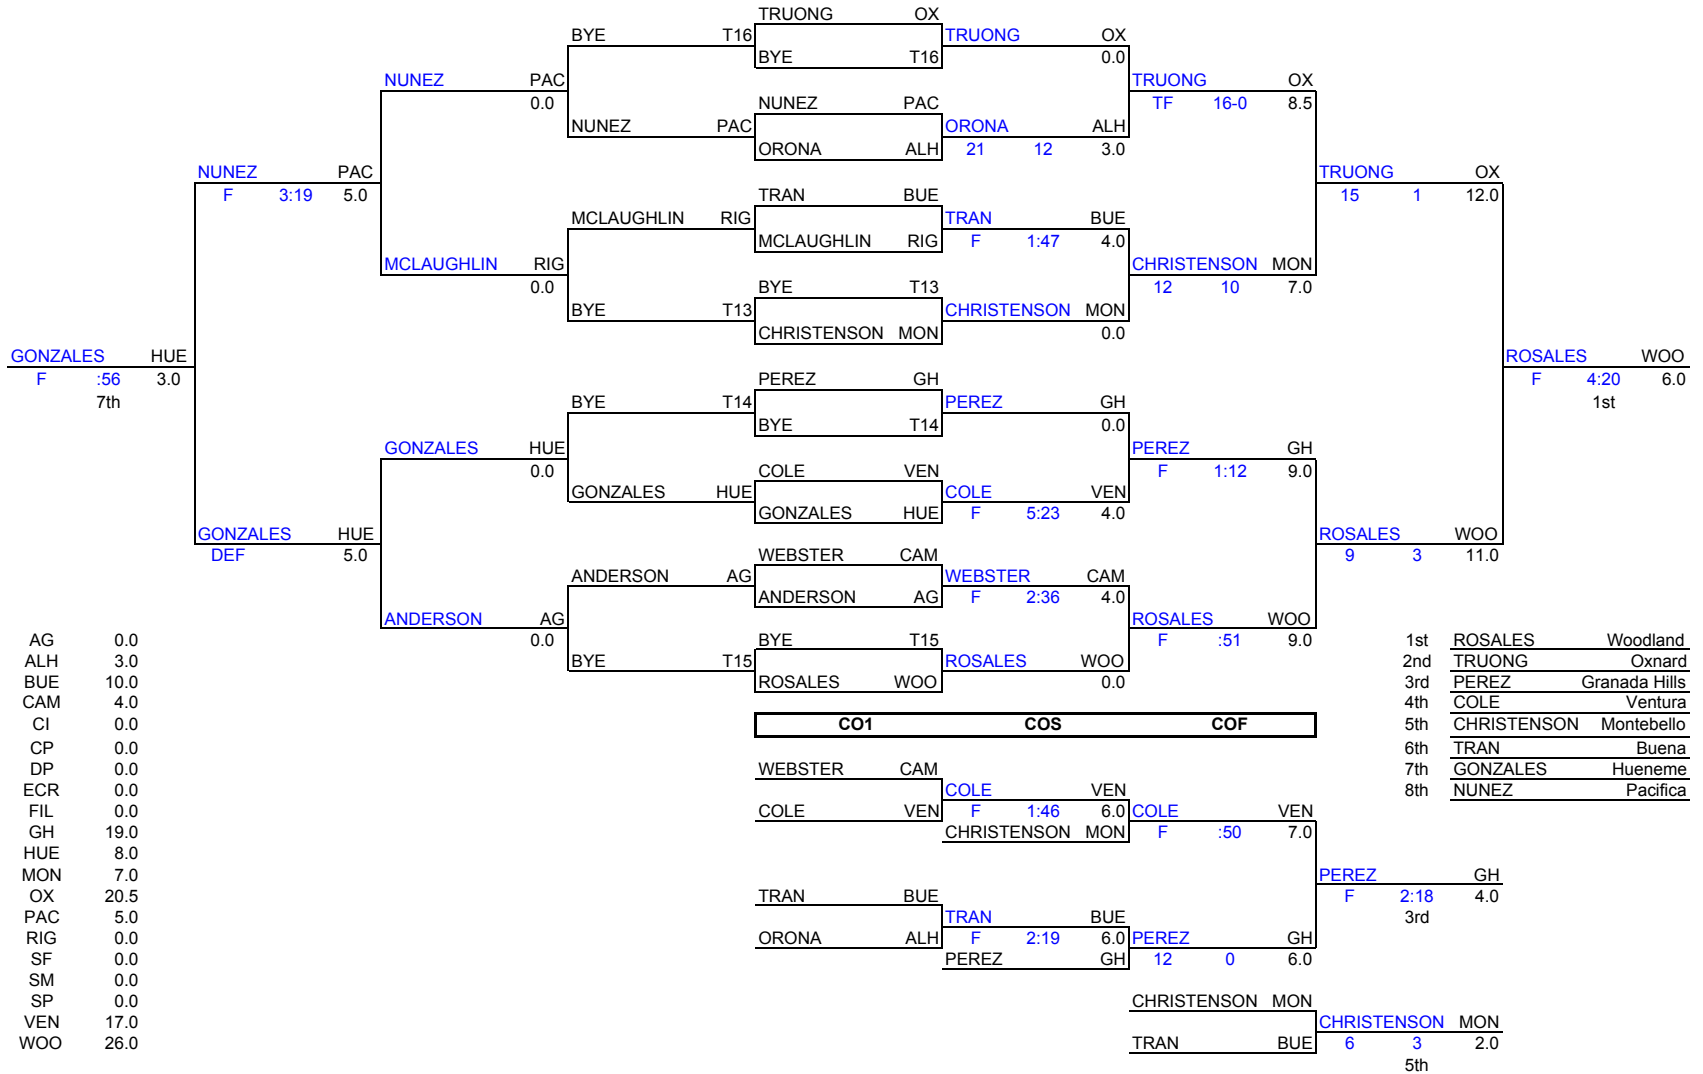 TRUONG OX
BYE T16 TRUONG OX
BYE T16 0.0
NUNEZ PAC TRUONG OX
0.0 NUNEZ PAC TF 16-0 8.5
NUNEZ PAC ORONA ALH
ORONA ALH 21 12 3.0
NUNEZ PAC TRUONG OX
F 3:19 5.0 TRAN BUE 15 1 12.0
MCLAUGHLIN RIG TRAN BUE
MCLAUGHLIN RIG F 1:47 4.0
MCLAUGHLIN RIG CHRISTENSON MON
0.0 BYE T13 12 10 7.0
BYE T13 CHRISTENSON MON
CHRISTENSON MON 0.0
GONZALES HUE ROSALES WOO
F :56 3.0 PEREZ GH F 4:20 6.0
7th BYE T14 PEREZ GH 1st
BYE T14 0.0
GONZALES HUE PEREZ GH
0.0 COLE VEN F 1:12 9.0
GONZALES HUE COLE VEN
GONZALES HUE F 5:23 4.0
GONZALES HUE ROSALES WOO
DEF 5.0 WEBSTER CAM 9 3 11.0
ANDERSON AG WEBSTER CAM
ANDERSON AG F 2:36 4.0
ANDERSON AG ROSALES WOO
AG 0.0 0.0 BYE T15 F :51 9.0 1st ROSALES Woodland
ALH 3.0 BYE T15 ROSALES WOO 2nd TRUONG Oxnard
BUE 10.0 ROSALES WOO 0.0 3rd PEREZ Granada Hills
CAM 4.0 4th COLE Ventura
CI 0.0 CO1 COS COF 5th CHRISTENSON Montebello
CP 0.0 6th TRAN Buena
DP 0.0 WEBSTER CAM 7th GONZALES Hueneme
ECR 0.0 COLE VEN 8th NUNEZ Pacifica
FIL 0.0 COLE VEN F 1:46 6.0 COLE VEN
GH 19.0 CHRISTENSON MON F :50 7.0
HUE 8.0
MON 7.0 PEREZ GH
OX 20.5 TRAN BUE F 2:18 4.0
PAC 5.0 TRAN BUE 3rd
RIG 0.0 ORONA ALH F 2:19 6.0 PEREZ GH
SF 0.0 PEREZ GH 12 0 6.0
SM 0.0
SP 0.0 CHRISTENSON MON
VEN 17.0 CHRISTENSON MON
WOO 26.0 TRAN BUE 6 3 2.0
5th